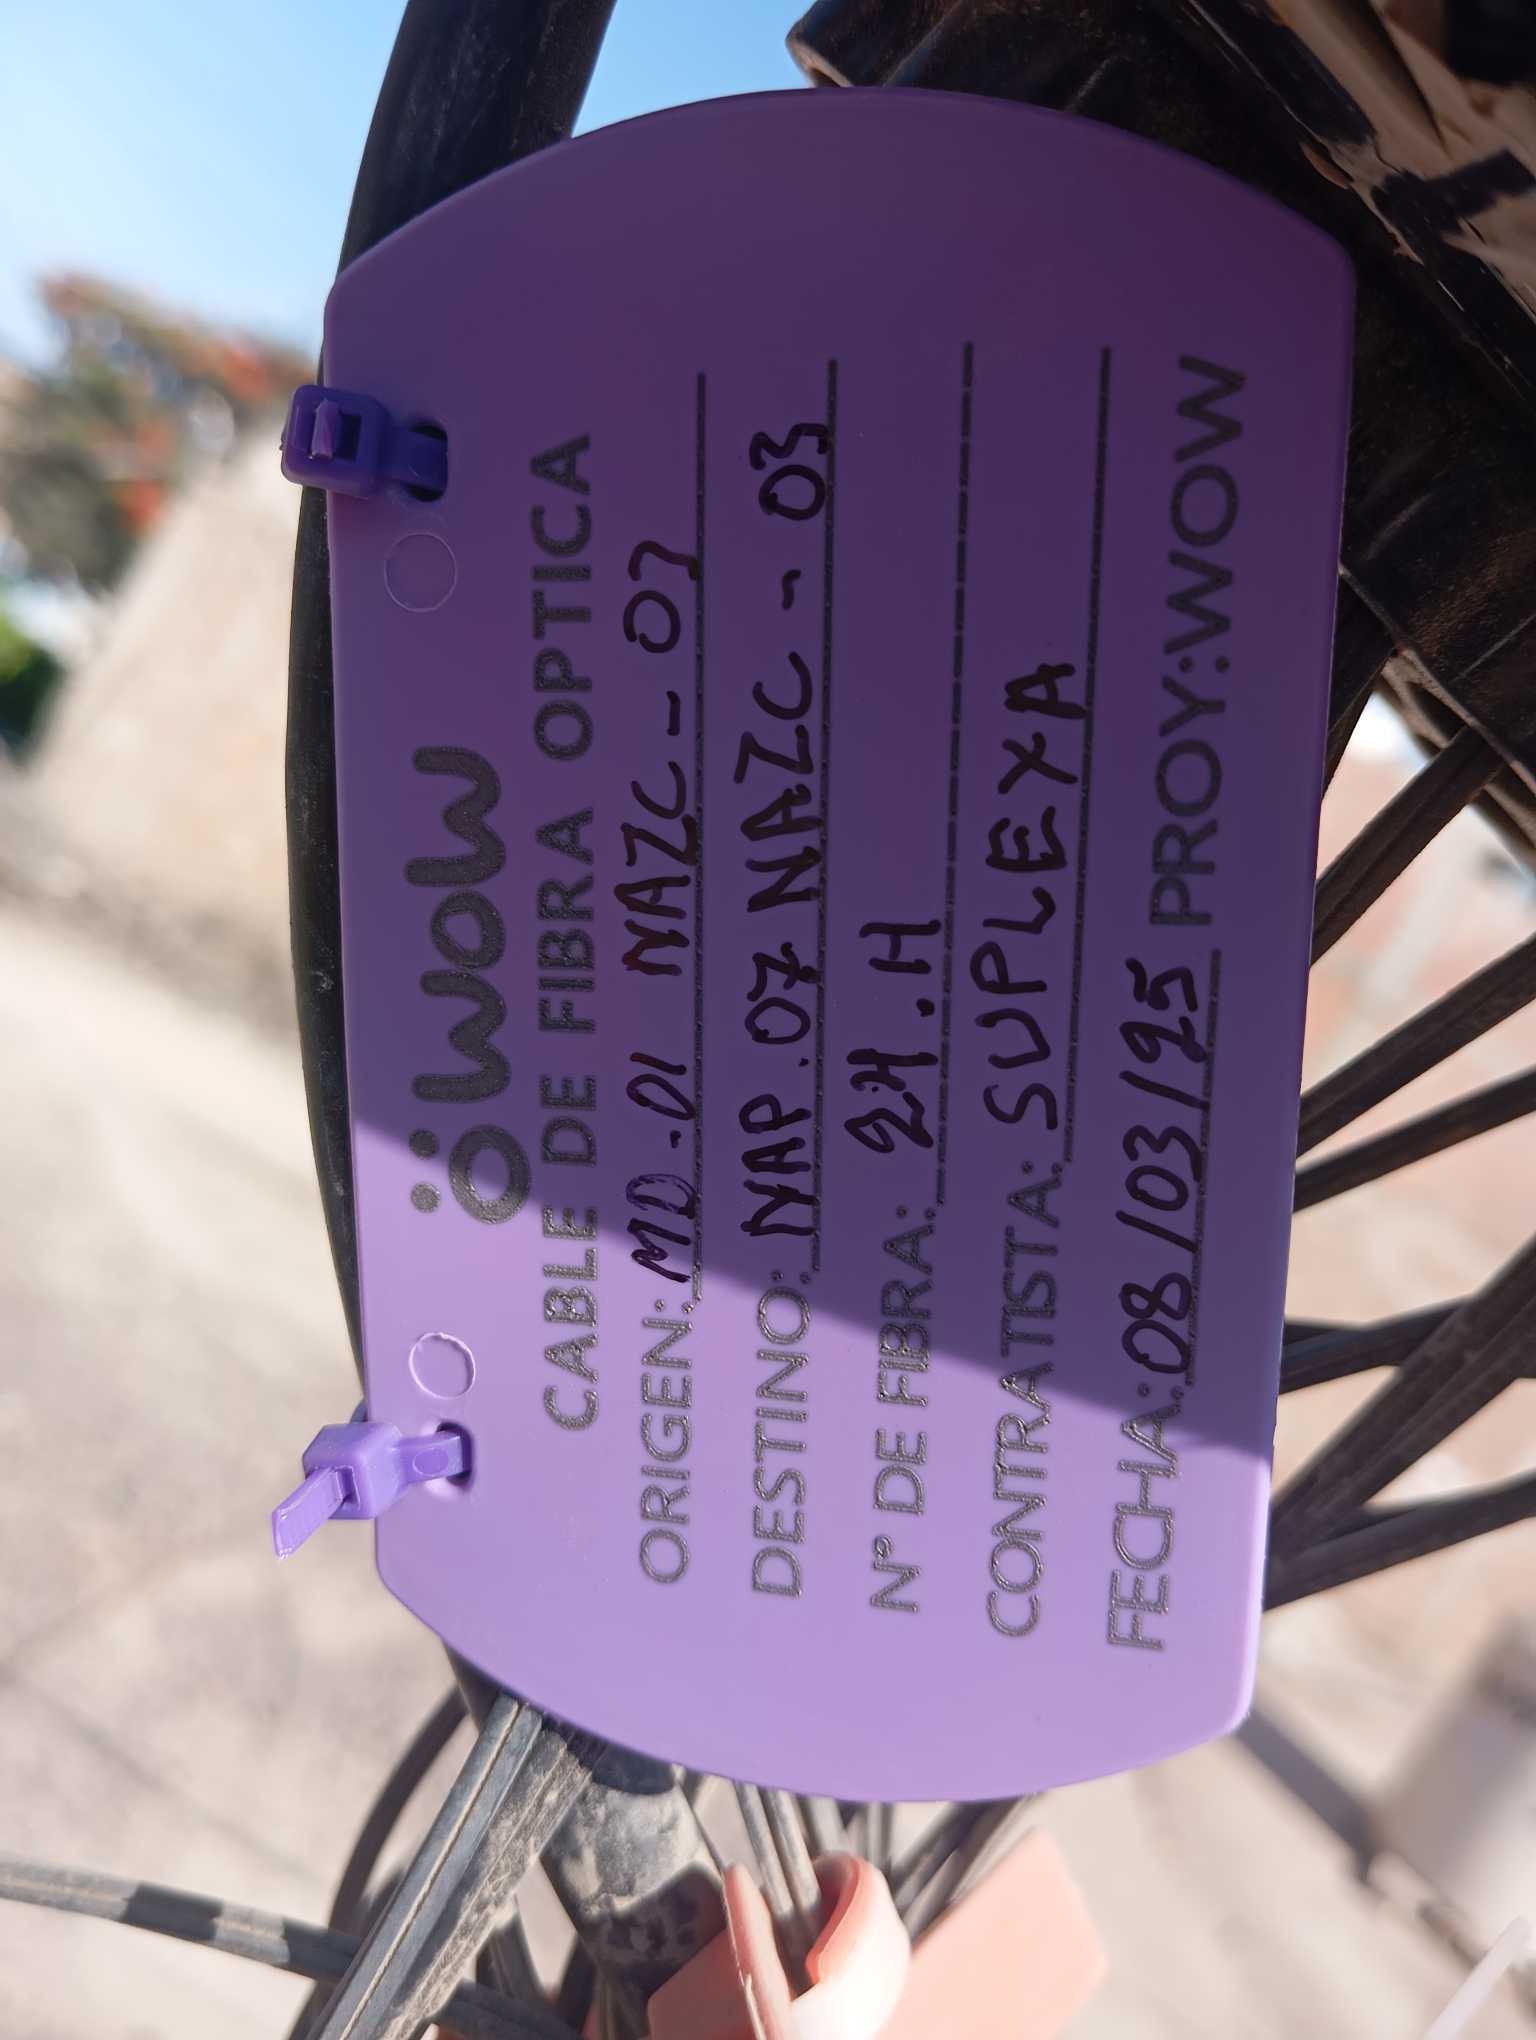 wow
CABLE DE FIBRA OPTICA
ORIGEN: MD.01 NAZC-07
DESTINO: NAP.07 NAZC-03
N° DE FIBRA: 24.H
CONTRATISTA: SUPLEXA
FECHA: 08/03/25 PROY:WOW